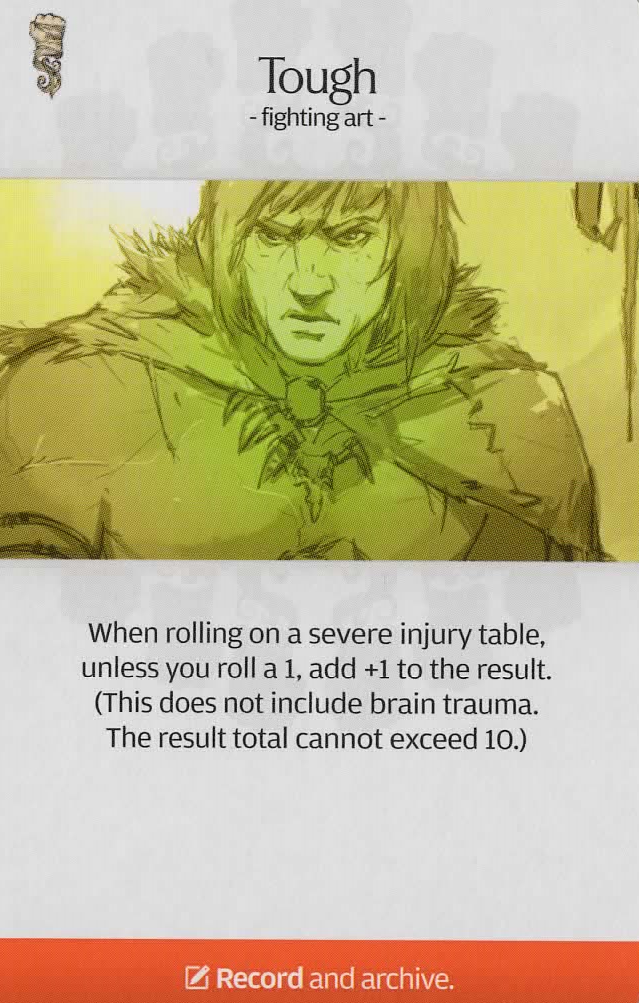 Tough
- fighting art -
When rolling on a severe injury table,
unless you roll a 1, add +1 to the result.
(This does not include brain trauma.
The result total cannot exceed 10.)
Record and archive.